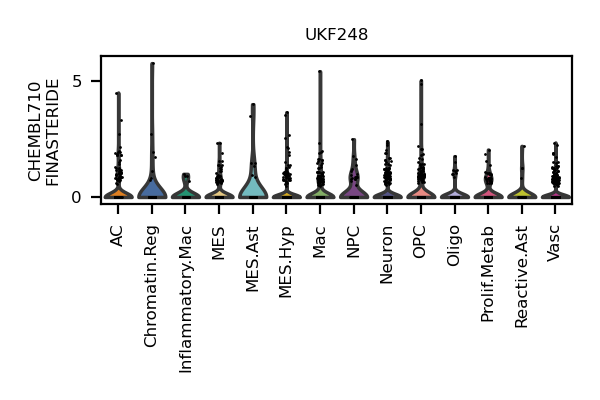 UKF248
CHEMBL710
FINASTERIDE
5
0
AC
Chromatin.Reg
Inflammatory.Mac
MES
MES.Ast
MES.Hyp
Mac
NPC
Neuron
OPC
Oligo
Prolif.Metab
Reactive.Ast
Vasc